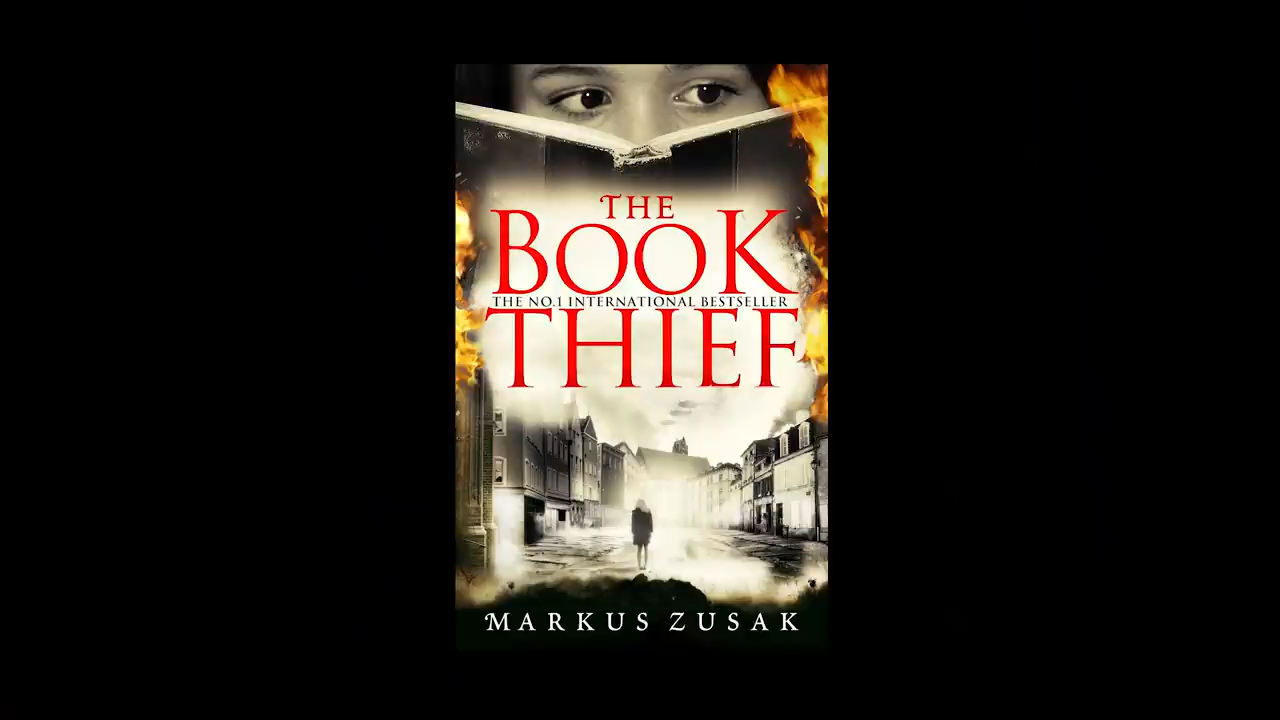 THE
BOOK
THE NO.1 INTERNATIONAL BESTSELLER
THIEF
MARKUS ZUSAK